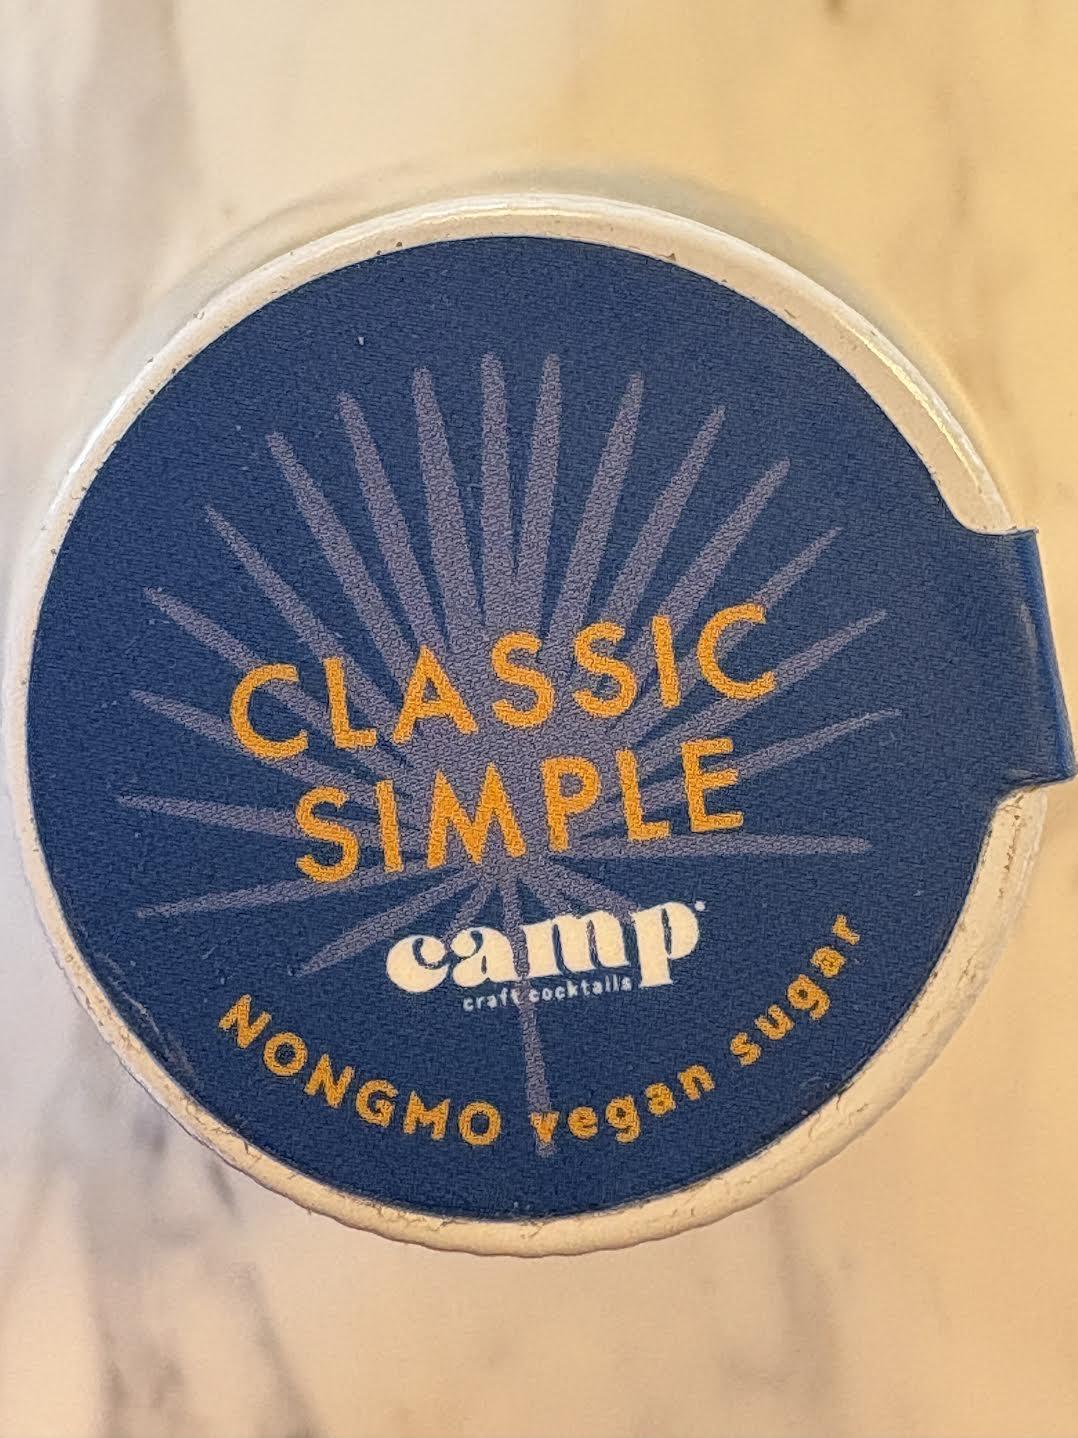 CLASSIC
SIMPLE
camp
craft cocktails
NONGMO vegan sugar